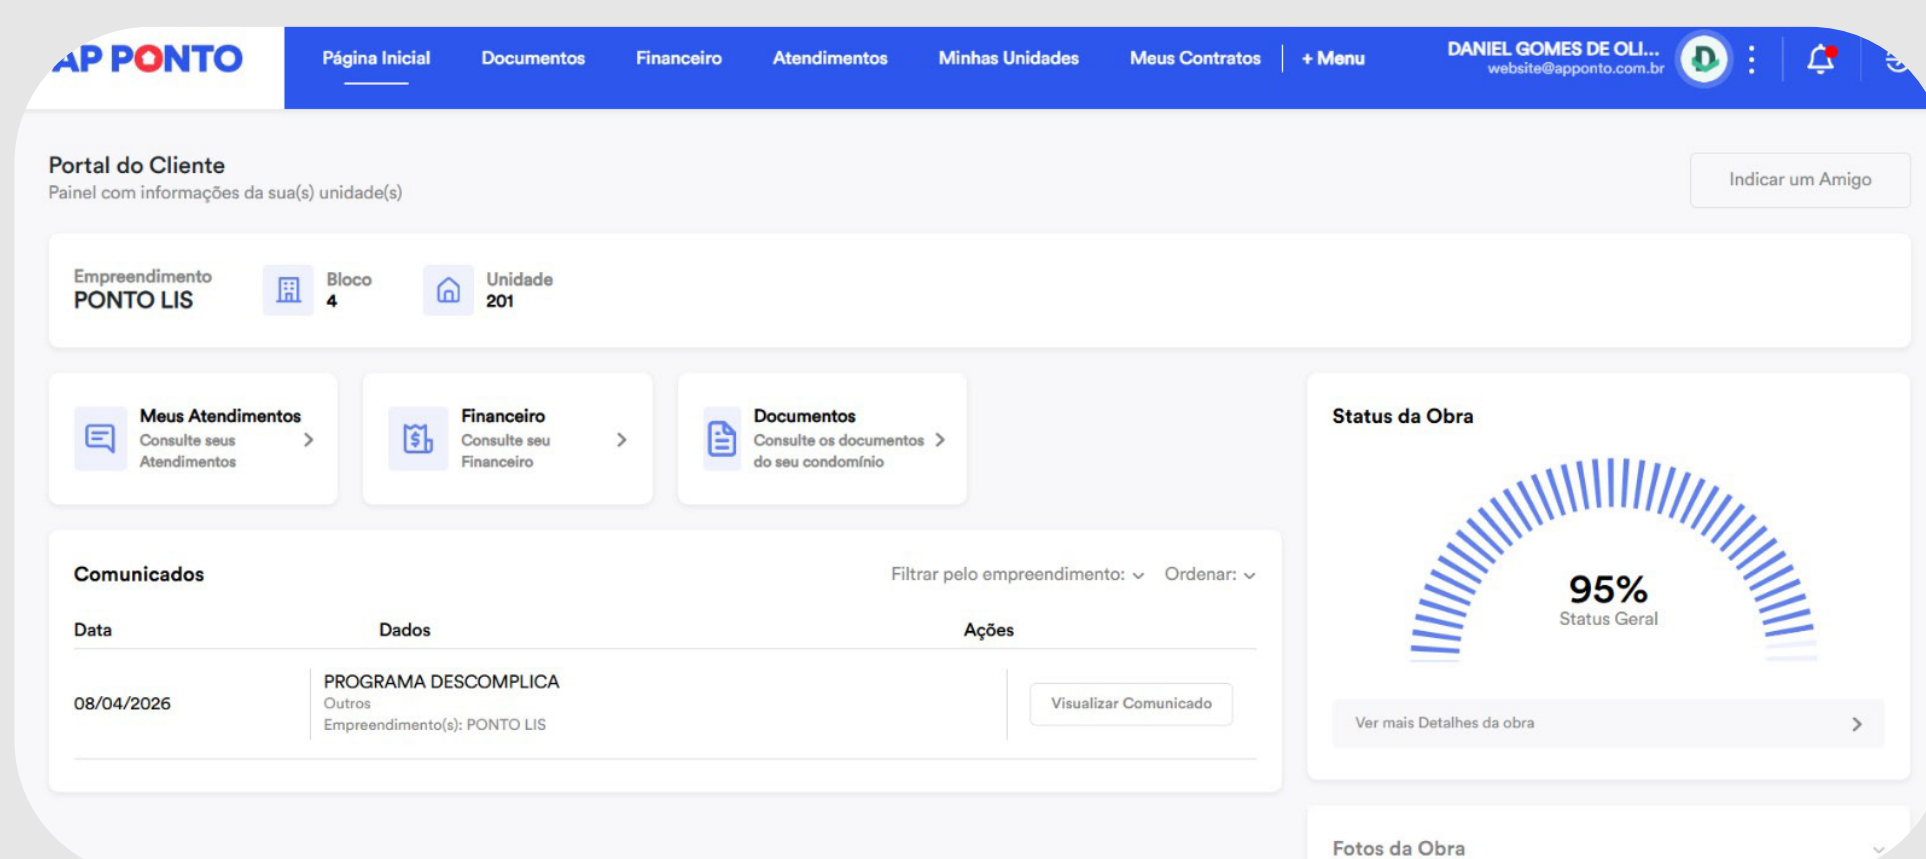 AP PONTO
Página Inicial
Documentos
Financeiro
Atendimentos
Minhas Unidades
Meus Contratos
+ Menu
DANIEL GOMES DE OLI...
website@apponto.com.br
Portal do Cliente
Painel com informações da sua(s) unidade(s)
Indicar um Amigo
Empreendimento
PONTO LIS
Bloco
4
Unidade
201
Meus Atendimentos
Consulte seus
Atendimentos
Financeiro
Consulte seu
Financeiro
Documentos
Consulte os documentos
do seu condomínio
Status da Obra
95%
Status Geral
Ver mais Detalhes da obra
Comunicados
Filtrar pelo empreendimento:
Ordenar:
Data
Dados
Ações
08/04/2026
PROGRAMA DESCOMPLICA
Outros
Empreendimento(s): PONTO LIS
Visualizar Comunicado
Fotos da Obra